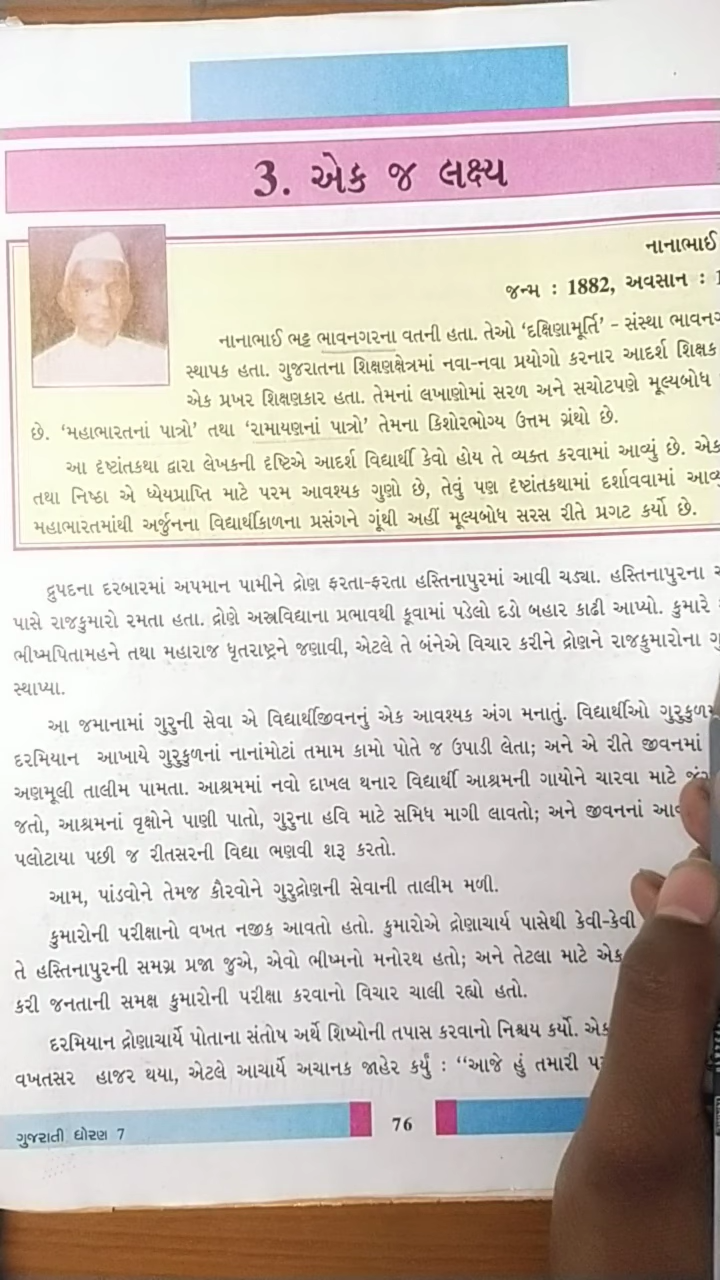 3. એક જ લક્ષ્ય
નાનાભાઈ
જન્મ : 1882, અવસાન : 1
નાનાભાઈ ભટ્ટ ભાવનગરના વતની હતા. તેઓ ‘દક્ષિણામૂર્તિ’ – સંસ્થા
સ્થાપક હતા. ગુજરાતના શિક્ષણક્ષેત્રમાં નવા-નવા પ્રયોગો કરનાર આદર્શ શિક્ષક
એક પ્રખર શિક્ષણકાર હતા. તેમનાં લખાણોમાં સરળ અને સચોટપણે મૂલ્યબોધ
છે. ‘મહાભારતનાં પાત્રો’ તથા ‘રામાયણનાં પાત્રો’ તેમના કિશોરભોગ્ય ઉત્તમ ગ્રંથો છે.
આ દૃષ્ટાંતકથા દ્વારા લેખકની દૃષ્ટિએ આદર્શ વિદ્યાર્થી કેવો હોય તે વ્યક્ત કરવામાં આવ્યું છે. એક
તથા નિષ્ઠા એ ધ્યેયપ્રાપ્તિ માટે પરમ આવશ્યક ગુણો છે, તેવું પણ દૃષ્ટાંતકથામાં દર્શાવવામાં
મહાભારતમાંથી અર્જુનના વિદ્યાર્થીકાળના પ્રસંગને ગૂંથી અહીં મૂલ્યબોધ સરસ રીતે પ્રગટ કર્યો છે.
દ્રુપદના દરબારમાં અપમાન પામીને દ્રોણ ફરતા-ફરતા હસ્તિનાપુરમાં આવી ચડ્યા. હસ્તિનાપુરના
પાસે રાજકુમારો રમતા હતા. દ્રોણે અસ્ત્રવિદ્યાના પ્રભાવથી કૂવામાં પડેલો દડો બહાર કાઢી આપ્યો. કુમારે
ભીષ્મપિતામહને તથા મહારાજ ધૃતરાષ્ટ્રને જણાવી, એટલે તે બંનેએ વિચાર કરીને દ્રોણને રાજકુમારોના
સ્થાપ્યા.
આ જમાનામાં ગુરુની સેવા એ વિદ્યાર્થીજીવનનું એક આવશ્યક અંગ મનાતું. વિદ્યાર્થીઓ
દરમિયાન આખાયે ગુરુકુળનાં નાનાંમોટાં તમામ કામો પોતે જ ઉપાડી લેતા; અને એ રીતે જીવનમાં
અણમૂલી તાલીમ પામતા. આશ્રમમાં નવો દાખલ થનાર વિદ્યાર્થી આશ્રમની ગાયોને ચારવા માટે
જતો, આશ્રમનાં વૃક્ષોને પાણી પાતો, ગુરુના હવિ માટે સમિધ માગી લાવતો; અને જીવનનાં
પલોટાયા પછી જ રીતસરની વિદ્યા ભણવી શરૂ કરતો.
આમ, પાંડવોને તેમજ કૌરવોને ગુરુદ્રોણની સેવાની તાલીમ મળી.
કુમારોની પરીક્ષાનો વખત નજીક આવતો હતો. કુમારોએ દ્રોણાચાર્ય પાસેથી કેવી-કેવી
તે હસ્તિનાપુરની સમગ્ર પ્રજા જુએ, એવો ભીષ્મનો મનોરથ હતો; અને તેટલા માટે એક
કરી જનતાની સમક્ષ કુમારોની પરીક્ષા કરવાનો વિચાર ચાલી રહ્યો હતો.
દરમિયાન દ્રોણાચાર્યે પોતાના સંતોષ અર્થે શિષ્યોની તપાસ કરવાનો નિશ્ચય કર્યો.
વખતસર હાજર થયા, એટલે આચાર્યે અચાનક જાહેર કર્યું : “આજે હું તમારી
ગુજરાતી ધોરણ 7
76